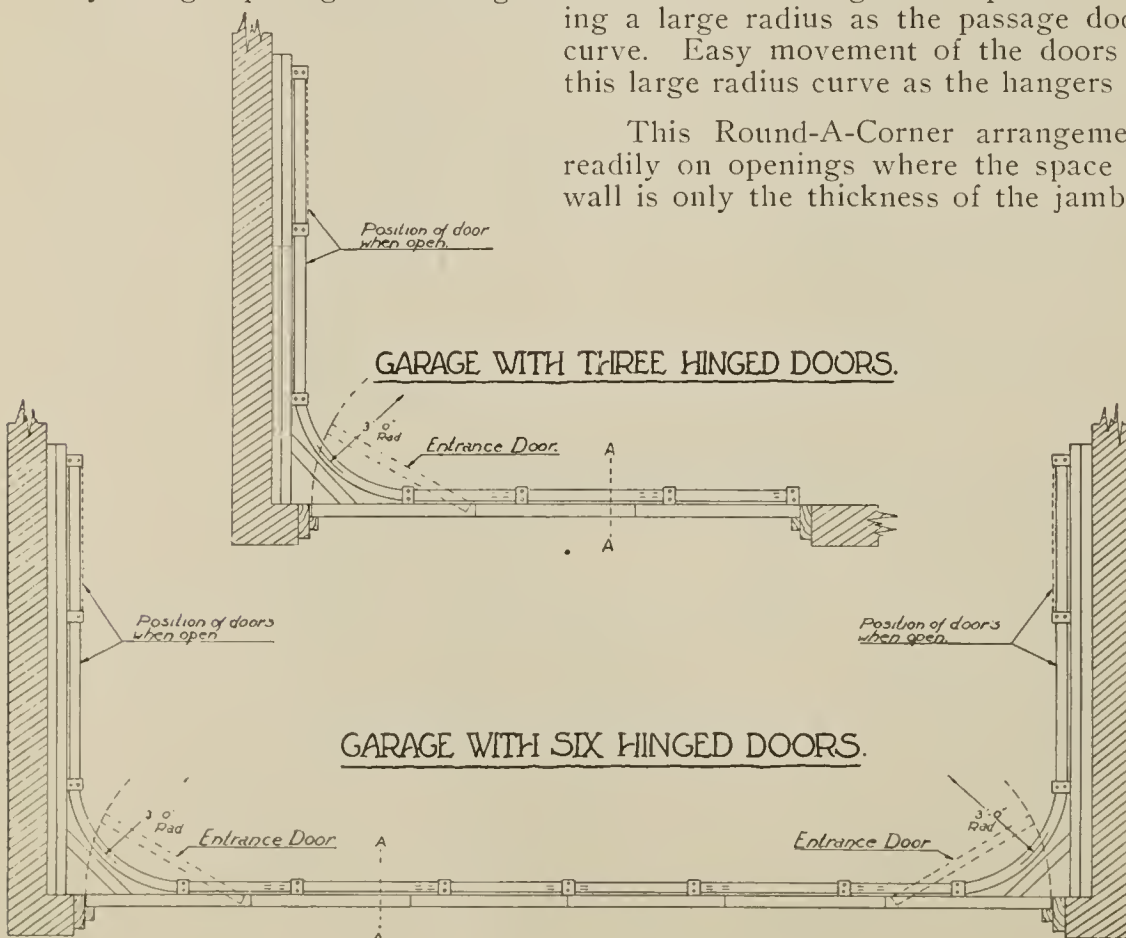 ing a large radius as the passage doo
curve. Easy movement of the doors
this large radius curve as the hangers
This Round-A-Corner arrangeme
readily on openings where the space
wall is only the thickness of the jamb
Position of door
when open.
GARAGE WITH THREE HINGED DOORS.
3'0"
Rad
Entrance Door.
A
A
Position of doors
when open
Position of doors
when open.
GARAGE WITH SIX HINGED DOORS.
3'0"
Rad
Entrance Door
A
A
Entrance Door
3'0"
Rad